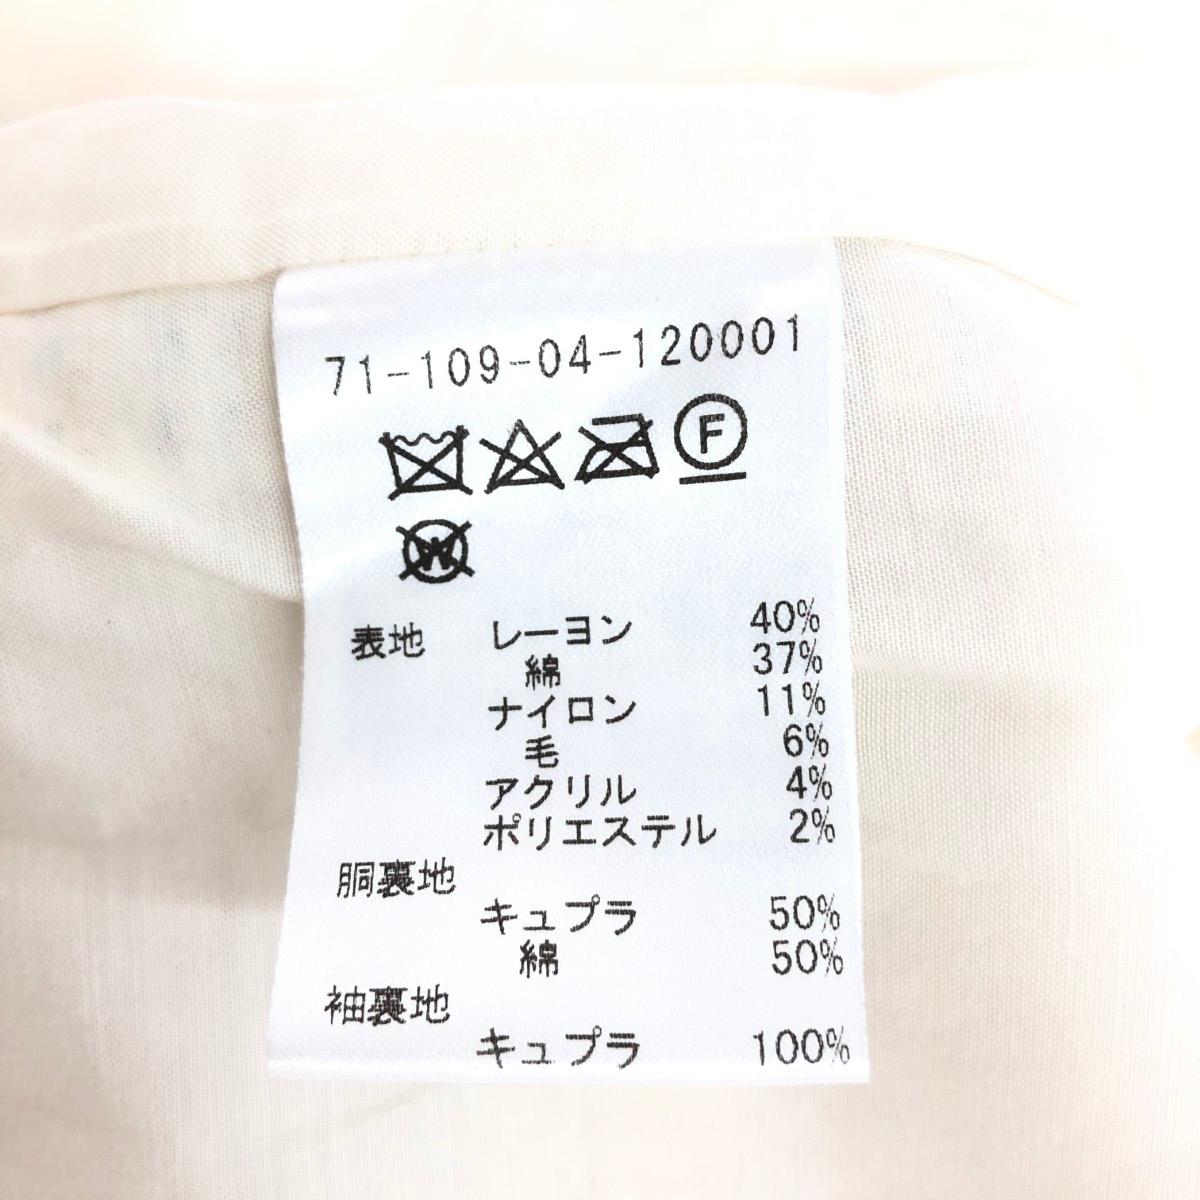 71-109-04-120001
F
W
表地 レーヨン 40%
綿 37%
ナイロン 11%
毛 6%
アクリル 4%
ポリエステル 2%
胴裏地
キュプラ 50%
綿 50%
袖裏地
キュプラ 100%